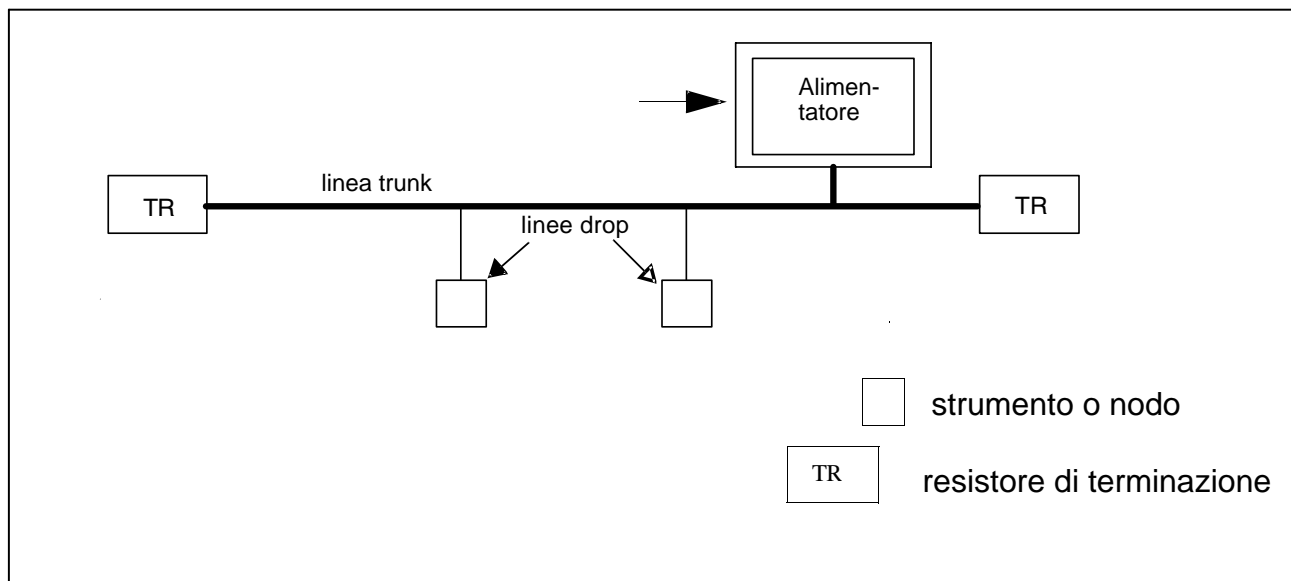 Alimen-
tatore
linea trunk
TR
TR
linee drop
strumento o nodo
TR
resistore di terminazione